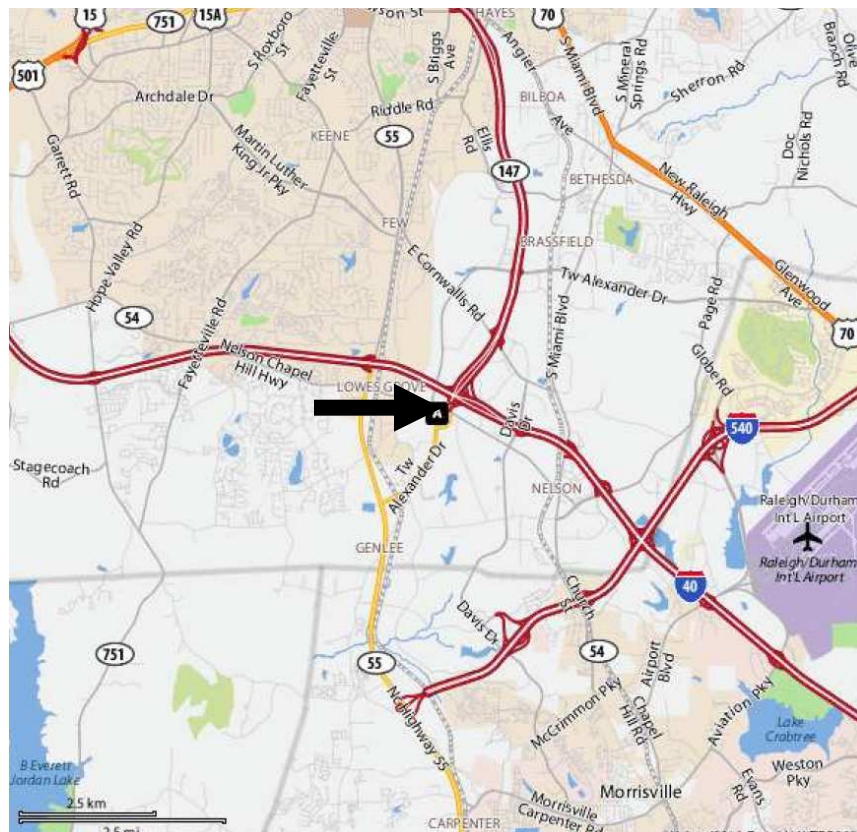 15
751
15A
S Roxboro
St
Fayetteville
St
S Briggs
Ave
HAYES
Angier
Ave
70
S Miami Blvd
S Mineral
Springs Rd
Sherron-Rd
Olive
Branch Rd
501
Archdale Dr
Riddle Rd
BILBOA
Garrett Rd
Martin Luther
King Jr Pky
KEENE
55
Ellis
Rd
147
BETHESDA
Doc
Nichols Rd
New Raleigh
Hwy
FEW
BRASSFIELD
Hope Valley Rd
E Cornwallis Rd
Tw Alexander Dr
Page Rd
Glenwood
Ave
54
Fayetteville Rd
S Miami Blvd
70
Nelson Chapel
Hill Hwy
Globe Rd
LOWES GROVE
A
Davis
Dr
540
Stagecoach
Rd
Tw
Alexander Dr
NELSON
Raleigh/Durham
Int'L Airport
Raleigh/Durham
Int'L Airport
GENLEE
40
Church
St
Davis Dr
751
55
54
Airport
Blvd
Nc Highway 55
McCrimmon Pky
Chapel
Hill Rd
Aviation Pky
Lake
Crabtree
B Everett
Jordan Lake
Evans
Rd
Weston
Pky
Morrisville
2.5 km
Morrisville
Carpenter Rd
CARPENTER